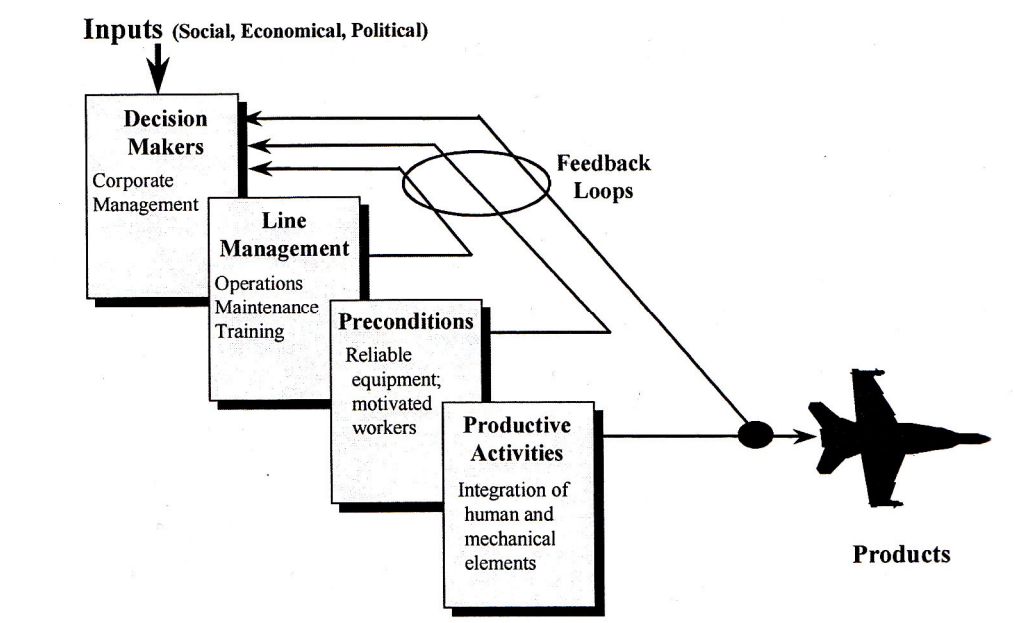 Inputs (Social, Economical, Political)
Decision
Makers
Corporate
Management
Feedback
Loops
Line
Management
Operations
Maintenance
Training
Preconditions
Reliable
equipment;
motivated
workers
Productive
Activities
Integration of
human and
mechanical
elements
Products